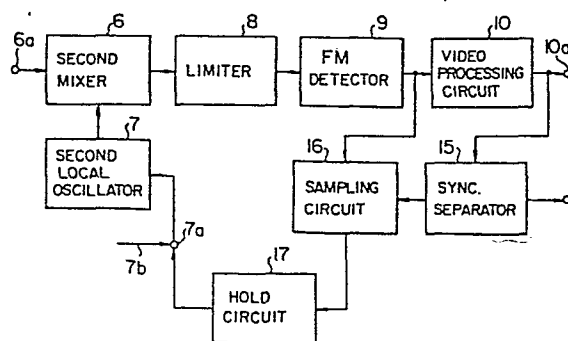 6
8
9
10
6a
10a
SECOND
MIXER
LIMITER
FM
DETECTOR
VIDEO
PROCESSING
CIRCUIT
7
SECOND
LOCAL
OSCILLATOR
16
15
SAMPLING
CIRCUIT
SYNC.
SEPARATOR
7a
7b
17
HOLD
CIRCUIT